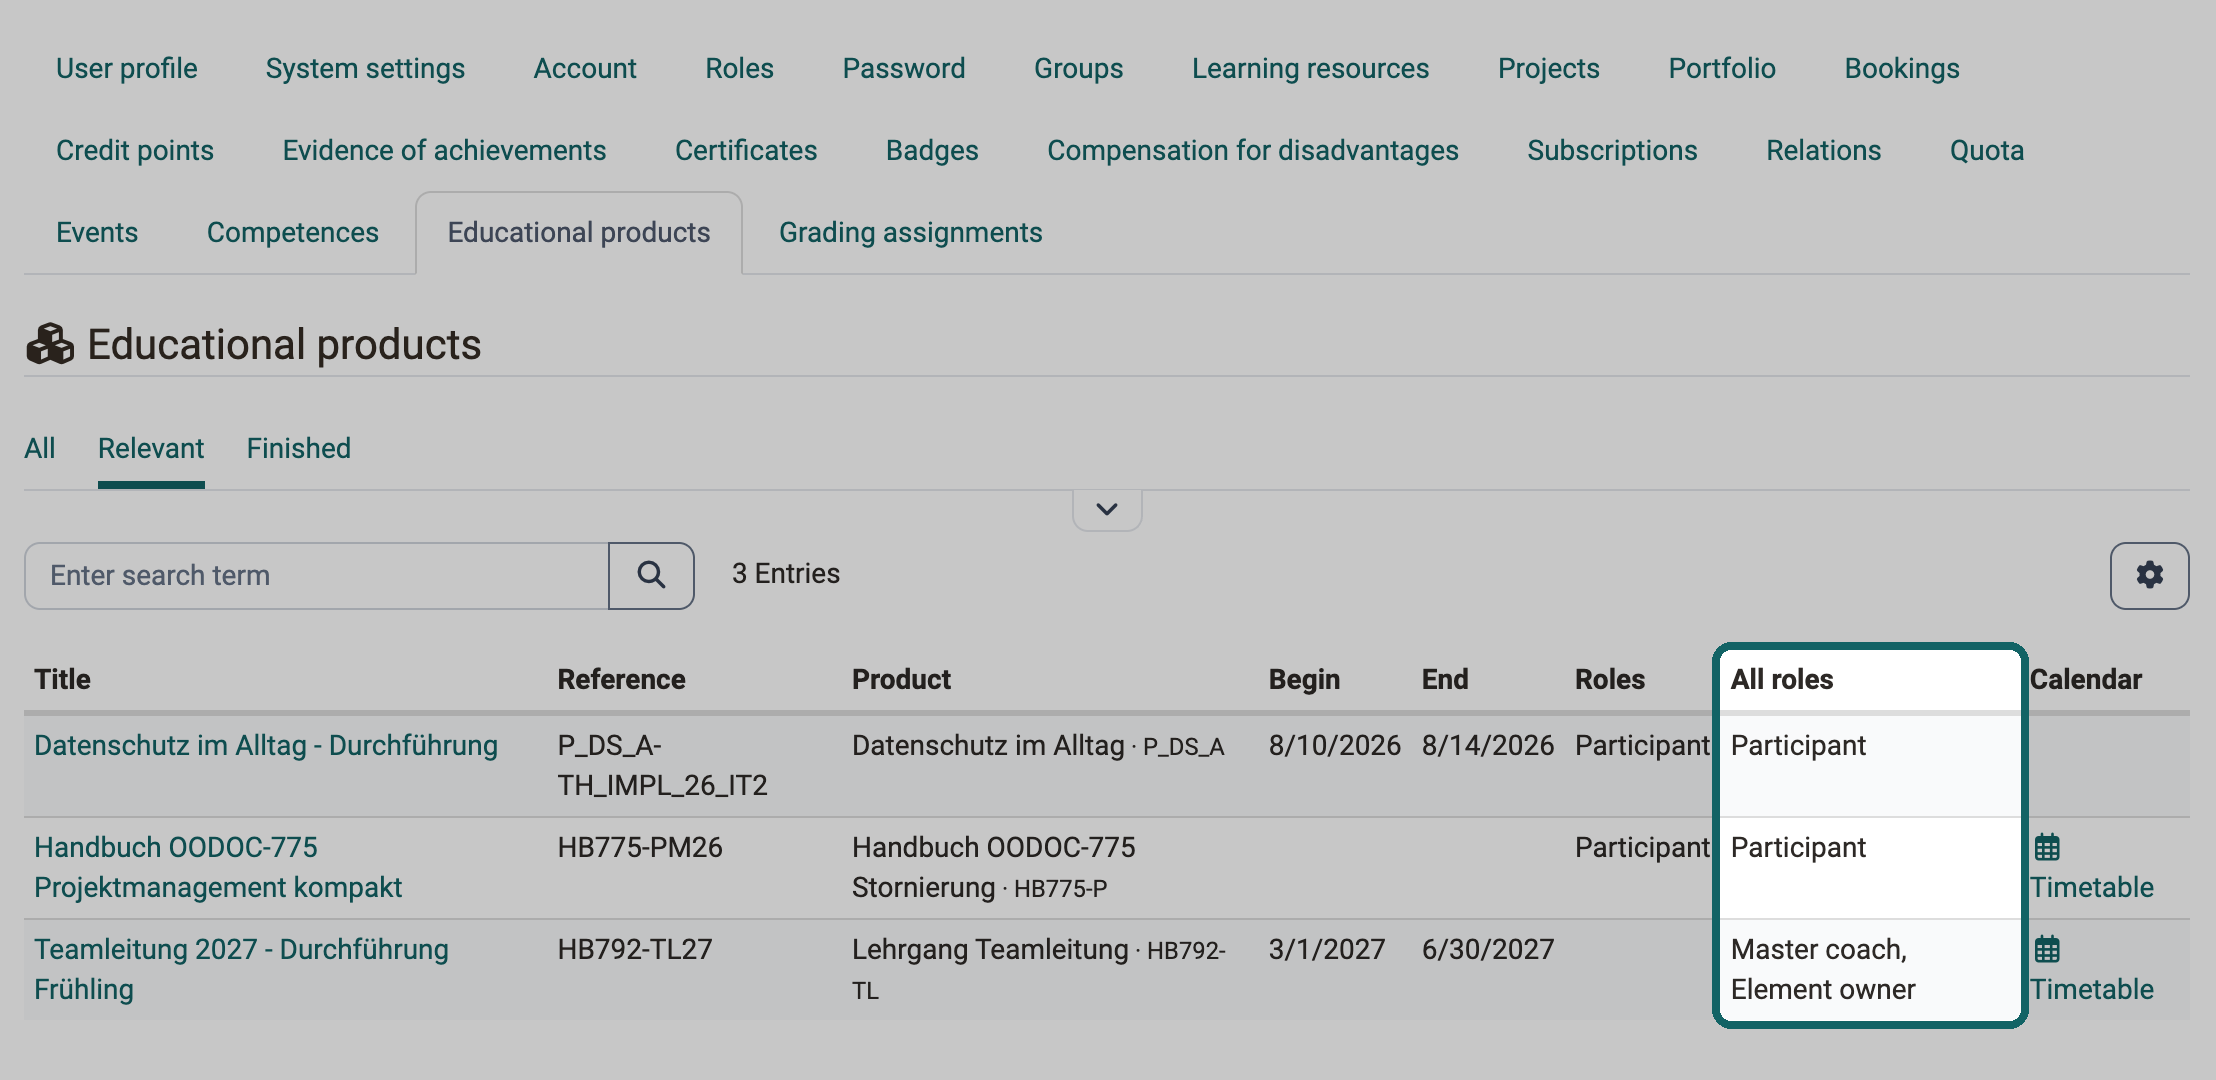 User profile System settings Account Roles Password Groups Learning resources Projects Portfolio Bookings
Credit points Evidence of achievements Certificates Badges Compensation for disadvantages Subscriptions Relations Quota
Events Competences Educational products Grading assignments
Educational products
All Relevant Finished
Enter search term 3 Entries
Title Reference Product Begin End Roles All roles Calendar
Datenschutz im Alltag - Durchführung P_DS_A- Datenschutz im Alltag · P_DS_A 8/10/2026 8/14/2026 Participant Participant
TH_IMPL_26_IT2
Handbuch OODOC-775 HB775-PM26 Handbuch OODOC-775 Participant Participant
Projektmanagement kompakt Stornierung · HB775-P Timetable
Teamleitung 2027 - Durchführung HB792-TL27 Lehrgang Teamleitung · HB792- 3/1/2027 6/30/2027 Master coach,
Frühling TL Element owner Timetable